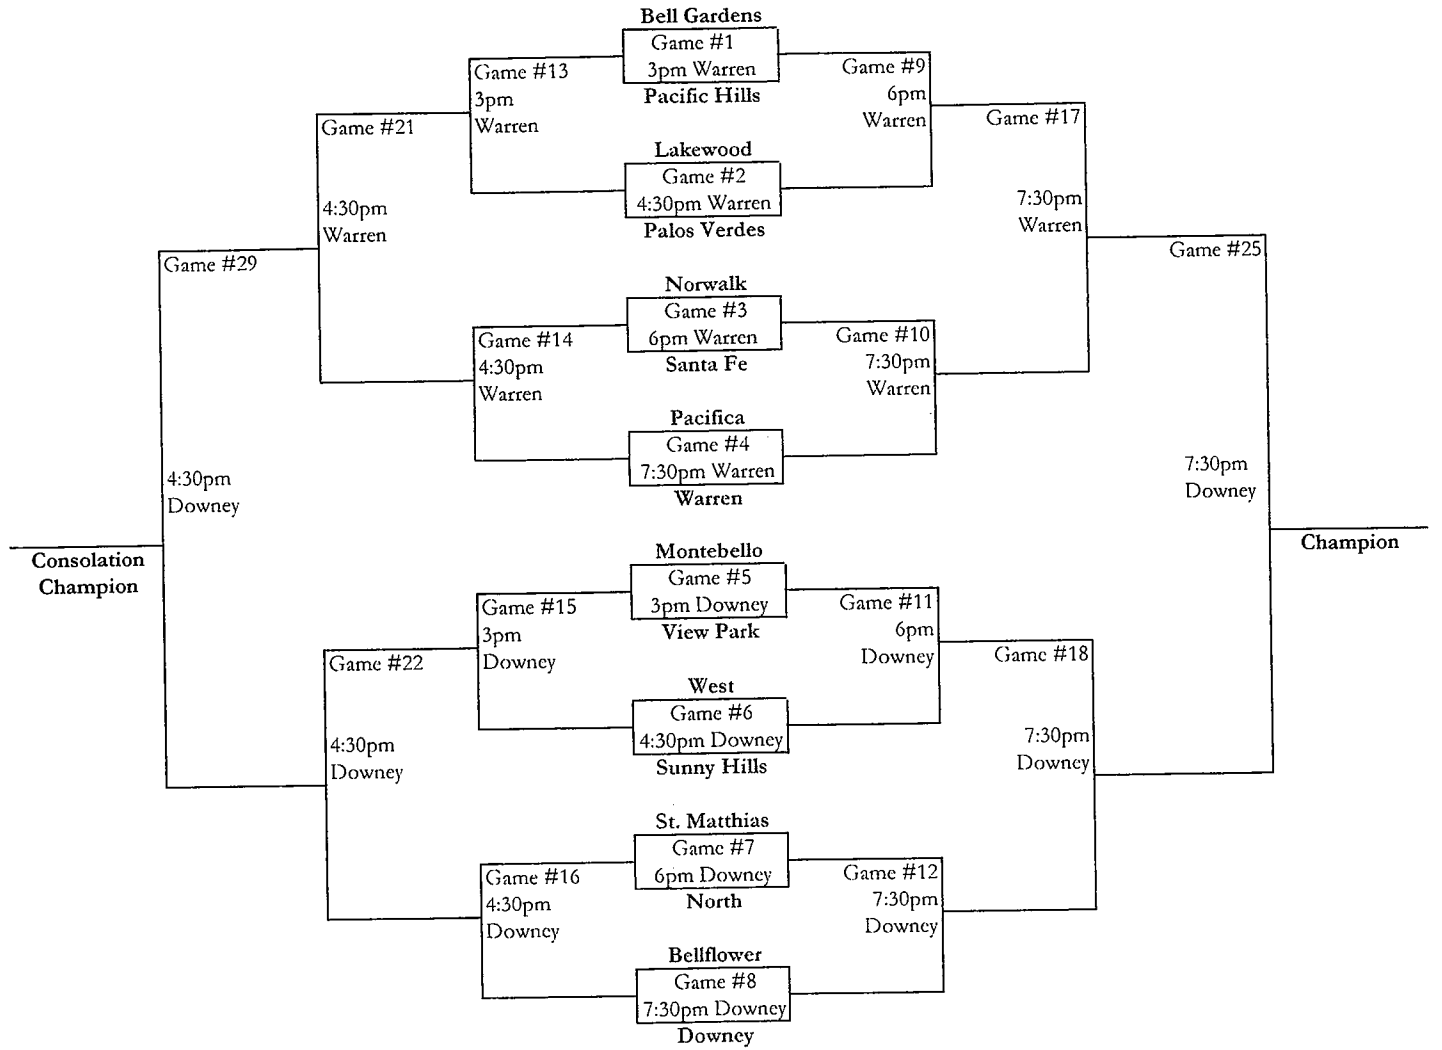 Bell Gardens
Game #1
3pm Warren
Pacific Hills
Game #13
3pm
Warren
Game #9
6pm
Warren
Game #21
4:30pm
Warren
Game #17
7:30pm
Warren
Lakewood
Game #2
4:30pm Warren
Palos Verdes
Game #29
4:30pm
Downey
Game #25
7:30pm
Downey
Norwalk
Game #3
6pm Warren
Santa Fe
Game #14
4:30pm
Warren
Game #10
7:30pm
Warren
Pacifica
Game #4
7:30pm Warren
Warren
Consolation
Champion
Champion
Montebello
Game #5
3pm Downey
View Park
Game #15
3pm
Downey
Game #11
6pm
Downey
Game #22
4:30pm
Downey
Game #18
7:30pm
Downey
West
Game #6
4:30pm Downey
Sunny Hills
St. Matthias
Game #7
6pm Downey
North
Game #16
4:30pm
Downey
Game #12
7:30pm
Downey
Bellflower
Game #8
7:30pm Downey
Downey